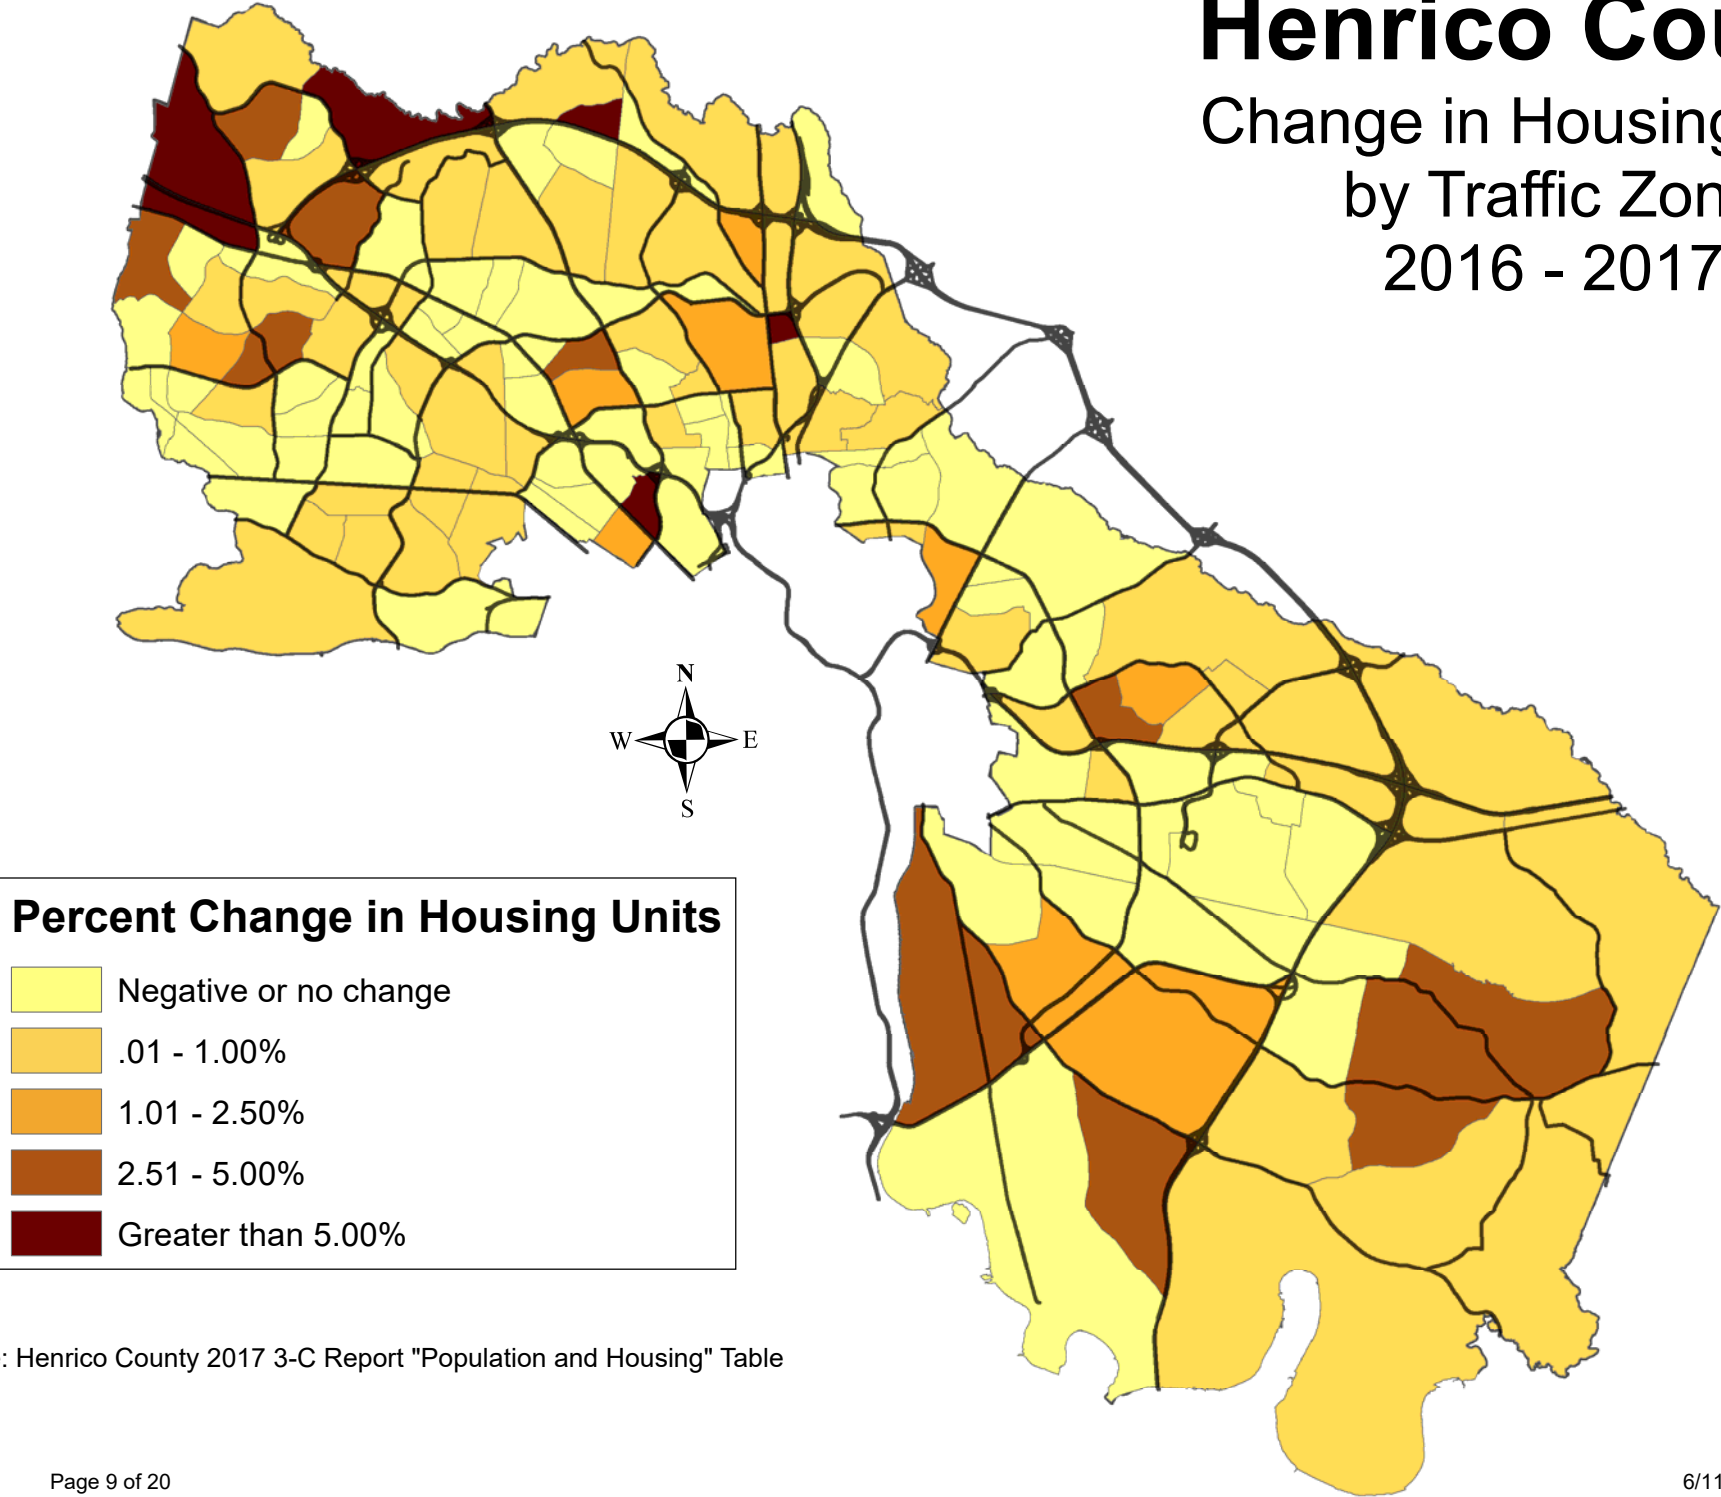 Henrico Cou
Change in Housing
by Traffic Zon
2016 - 2017
N
W E
S
Percent Change in Housing Units
Negative or no change
.01 - 1.00%
1.01 - 2.50%
2.51 - 5.00%
Greater than 5.00%
: Henrico County 2017 3-C Report "Population and Housing" Table
Page 9 of 20
6/11